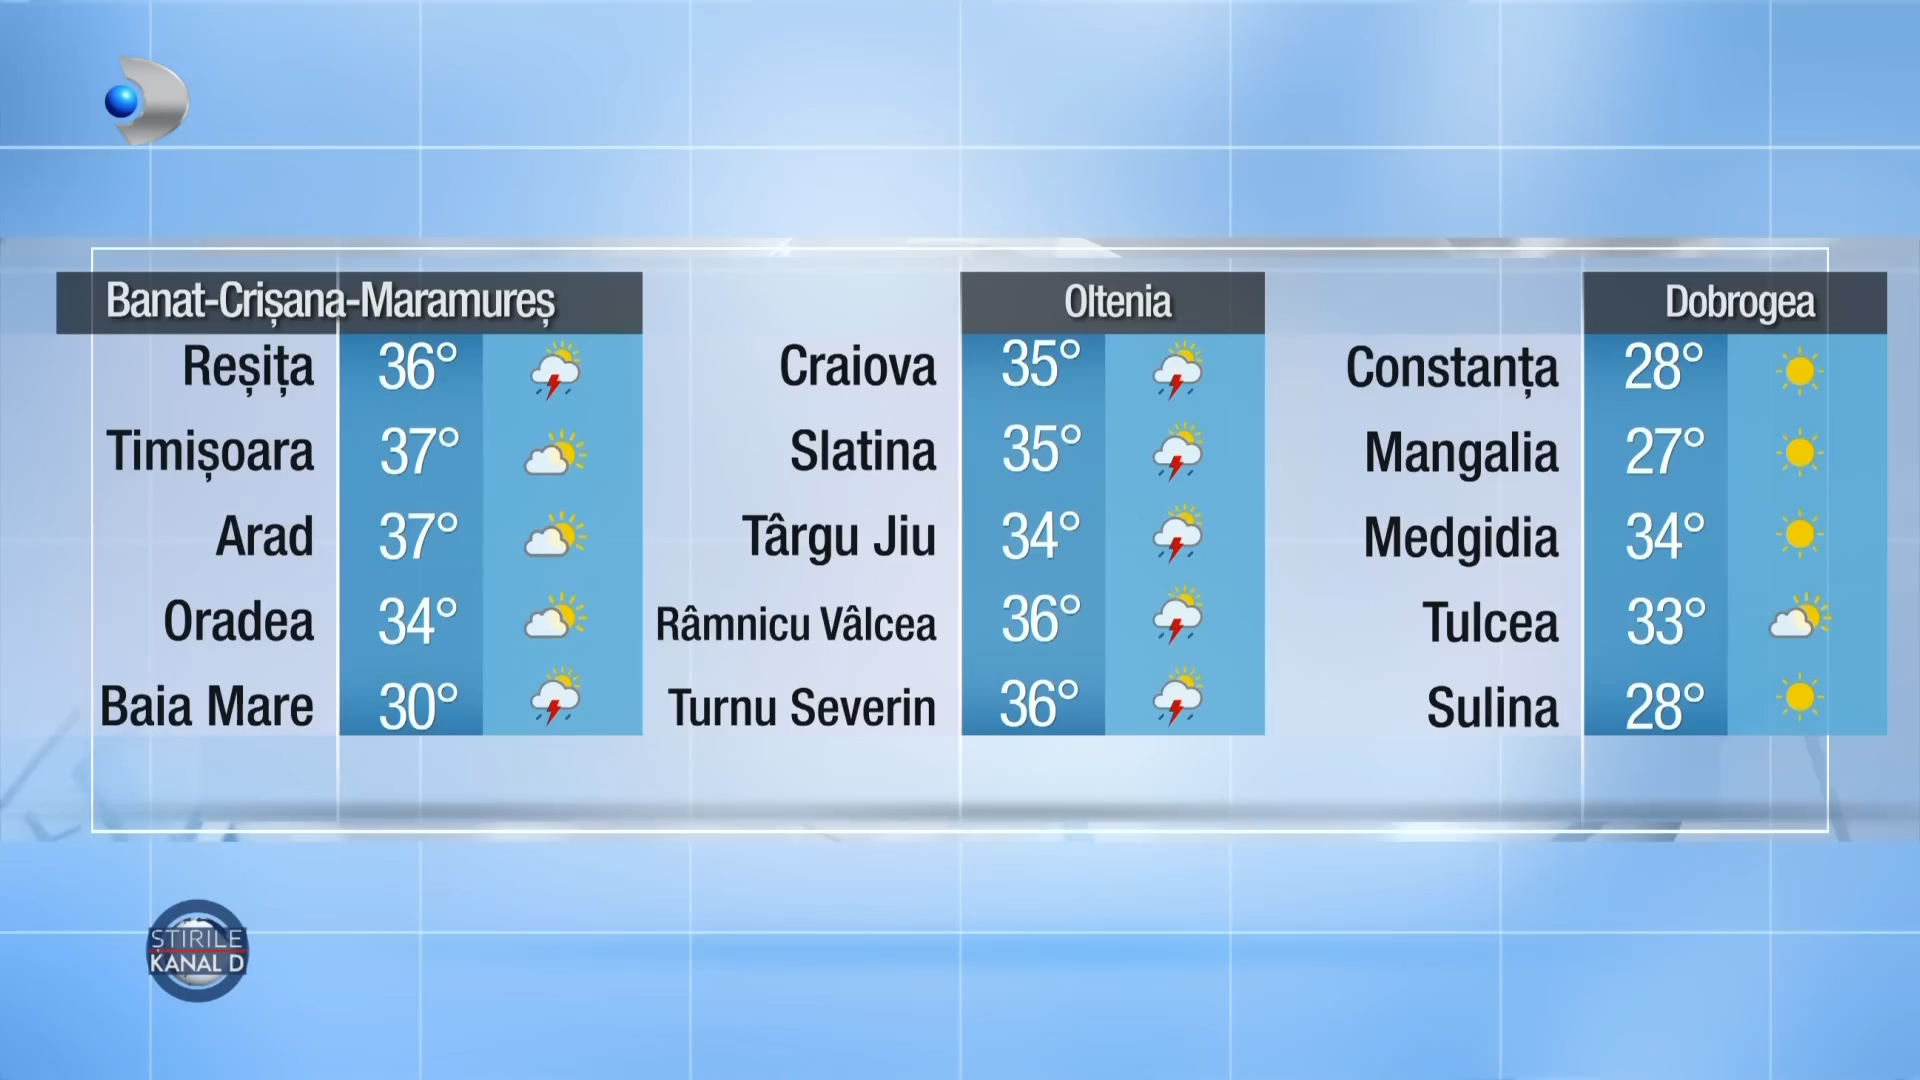 Banat-Crișana-Maramureș
Reșița 36°
Timișoara 37°
Arad 37°
Oradea 34°
Baia Mare 30°
Oltenia
Craiova 35°
Slatina 35°
Târgu Jiu 34°
Râmnicu Vâlcea 36°
Turnu Severin 36°
Dobrogea
Constanța 28°
Mangalia 27°
Medgidia 34°
Tulcea 33°
Sulina 28°
ȘTIRILE
KANAL D